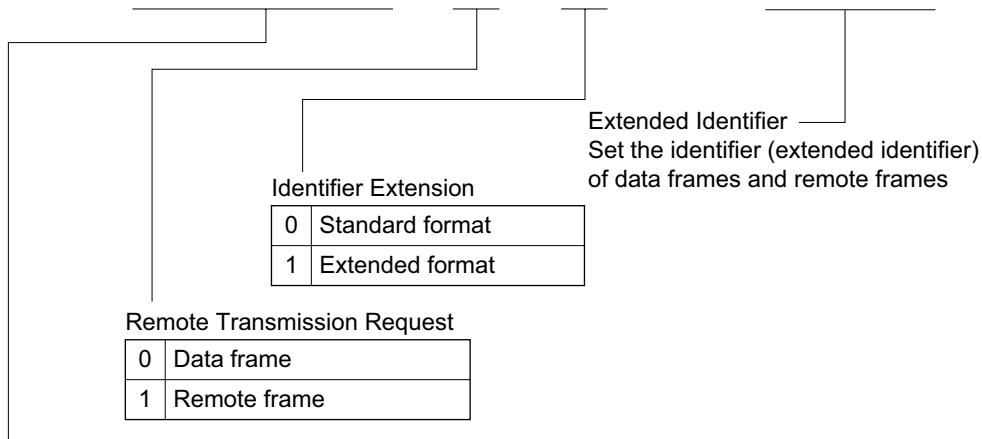 Extended Identifier
Set the identifier (extended identifier)
of data frames and remote frames
Identifier Extension
0 Standard format
1 Extended format
Remote Transmission Request
0 Data frame
1 Remote frame